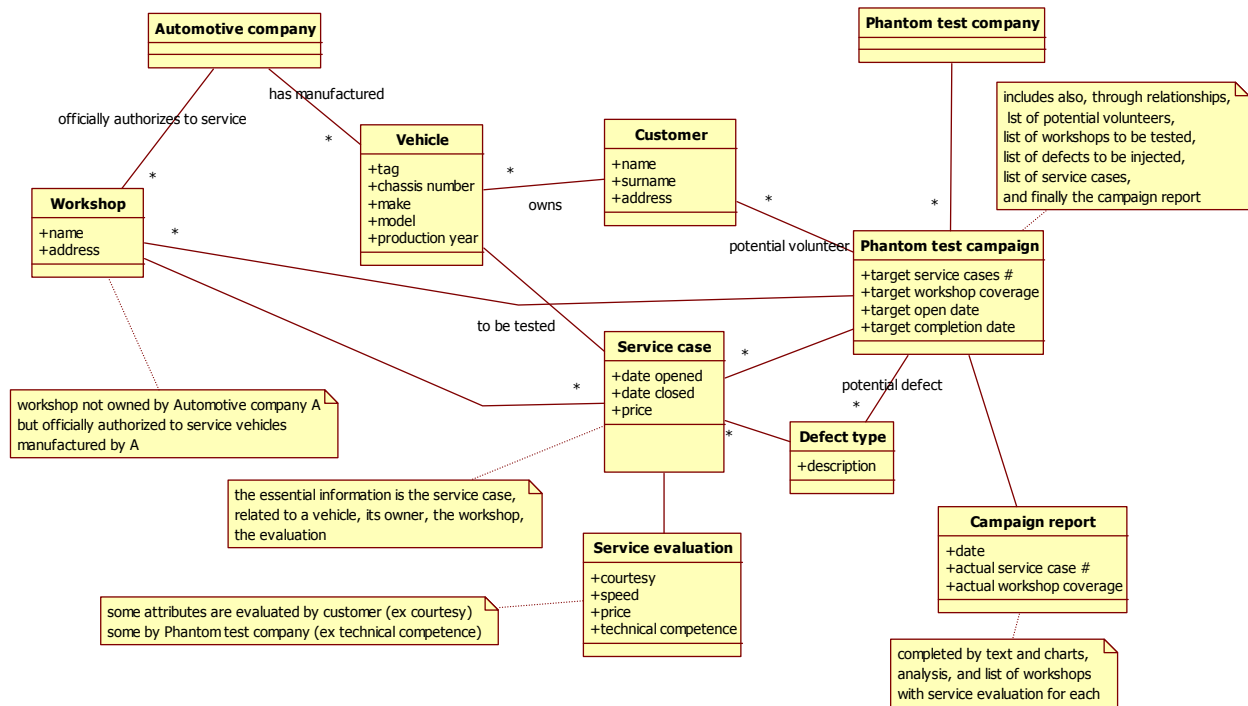 Automotive company
Phantom test company
has manufactured
officially authorizes to service
*
*
Vehicle
+tag
+chassis number
+make
+model
+production year
*
owns
Customer
+name
+surname
+address
*
potential volunteer
*
includes also, through relationships,
lst of potential volunteers,
list of workshops to be tested,
list of defects to be injected,
list of service cases,
and finally the campaign report
Workshop
+name
+address
*
Phantom test campaign
+target service cases #
+target workshop coverage
+target open date
+target completion date
to be tested
Service case
+date opened
+date closed
+price
*
*
*
potential defect
*
Defect type
+description
workshop not owned by Automotive company A
but officially authorized to service vehicles
manufactured by A
the essential information is the service case,
related to a vehicle, its owner, the workshop,
the evaluation
Service evaluation
+courtesy
+speed
+price
+technical competence
Campaign report
+date
+actual service case #
+actual workshop coverage
some attributes are evaluated by customer (ex courtesy)
some by Phantom test company (ex technical competence)
completed by text and charts,
analysis, and list of workshops
with service evaluation for each